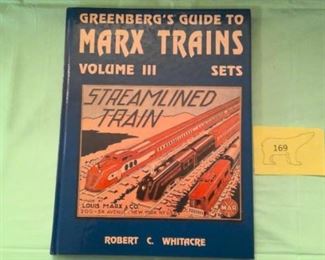 GREENBERG'S GUIDE TO
MARX TRAINS
VOLUME III SETS
STREAMLINED
TRAIN
LOUIS MARX & CO.
200-5TH AVENUE, NEW YORK, N.Y.
MAR
ROBERT C. WHITACRE
169